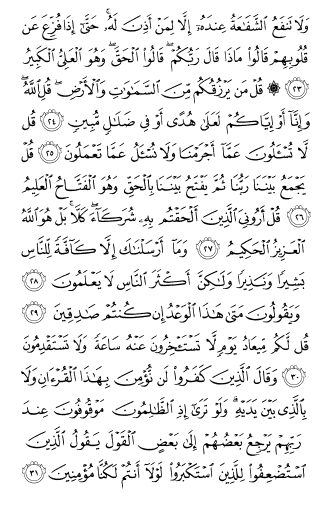 وَلَا تَنفَعُ ٱلشَّفَٰعَةُ عِندَهُۥٓ إِلَّا لِمَنْ أَذِنَ لَهُۥ ۚ حَتَّىٰٓ إِذَا فُزِّعَ عَن
قُلُوبِهِمْ قَالُوا۟ مَاذَا قَالَ رَبُّكُمْ ۖ قَالُوا۟ ٱلْحَقَّ ۖ وَهُوَ ٱلْعَلِىُّ ٱلْكَبِيرُ
﴿٢٣﴾ ۞ قُلْ مَن يَرْزُقُكُم مِّنَ ٱلسَّمَٰوَٰتِ وَٱلْأَرْضِ ۖ قُلِ ٱللَّهُ ۖ
وَإِنَّآ أَوْ إِيَّاكُمْ لَعَلَىٰ هُدًى أَوْ فِى ضَلَٰلٍ مُّبِينٍ ﴿٢٤﴾ قُل
لَّا تُسْـَٔلُونَ عَمَّآ أَجْرَمْنَا وَلَا نُسْـَٔلُ عَمَّا تَعْمَلُونَ ﴿٢٥﴾ قُلْ
يَجْمَعُ بَيْنَنَا رَبُّنَا ثُمَّ يَفْتَحُ بَيْنَنَا بِٱلْحَقِّ وَهُوَ ٱلْفَتَّاحُ ٱلْعَلِيمُ
﴿٢٦﴾ قُلْ أَرُونِىَ ٱلَّذِينَ أَلْحَقْتُم بِهِۦ شُرَكَآءَ ۖ كَلَّا ۚ بَلْ هُوَ ٱللَّهُ
ٱلْعَزِيزُ ٱلْحَكِيمُ ﴿٢٧﴾ وَمَآ أَرْسَلْنَٰكَ إِلَّا كَآفَّةً لِّلنَّاسِ
بَشِيرًا وَنَذِيرًا وَلَٰكِنَّ أَكْثَرَ ٱلنَّاسِ لَا يَعْلَمُونَ ﴿٢٨﴾
وَيَقُولُونَ مَتَىٰ هَٰذَا ٱلْوَعْدُ إِن كُنتُمْ صَٰدِقِينَ ﴿٢٩﴾
قُل لَّكُم مِّيعَادُ يَوْمٍ لَّا تَسْتَـْٔخِرُونَ عَنْهُ سَاعَةً وَلَا تَسْتَقْدِمُونَ
﴿٣٠﴾ وَقَالَ ٱلَّذِينَ كَفَرُوا۟ لَن نُّؤْمِنَ بِهَٰذَا ٱلْقُرْءَانِ وَلَا
بِٱلَّذِى بَيْنَ يَدَيْهِ ۗ وَلَوْ تَرَىٰٓ إِذِ ٱلظَّٰلِمُونَ مَوْقُوفُونَ عِندَ
رَبِّهِمْ يَرْجِعُ بَعْضُهُمْ إِلَىٰ بَعْضٍ ٱلْقَوْلَ يَقُولُ ٱلَّذِينَ
ٱسْتُضْعِفُوا۟ لِلَّذِينَ ٱسْتَكْبَرُوا۟ لَوْلَآ أَنتُمْ لَكُنَّا مُؤْمِنِينَ ﴿٣١﴾